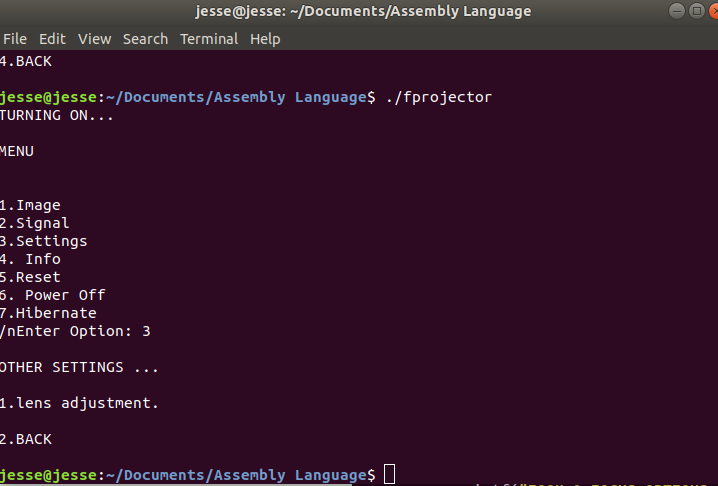 jesse@jesse: ~/Documents/Assembly Language
File Edit View Search Terminal Help
4.BACK
jesse@jesse:~/Documents/Assembly Language$ ./fprojector
TURNING ON...
MENU
1.Image
2.Signal
3.Settings
4. Info
5.Reset
6. Power Off
7.Hibernate
/nEnter Option: 3
OTHER SETTINGS ...
1.lens adjustment.
2.BACK
jesse@jesse:~/Documents/Assembly Language$